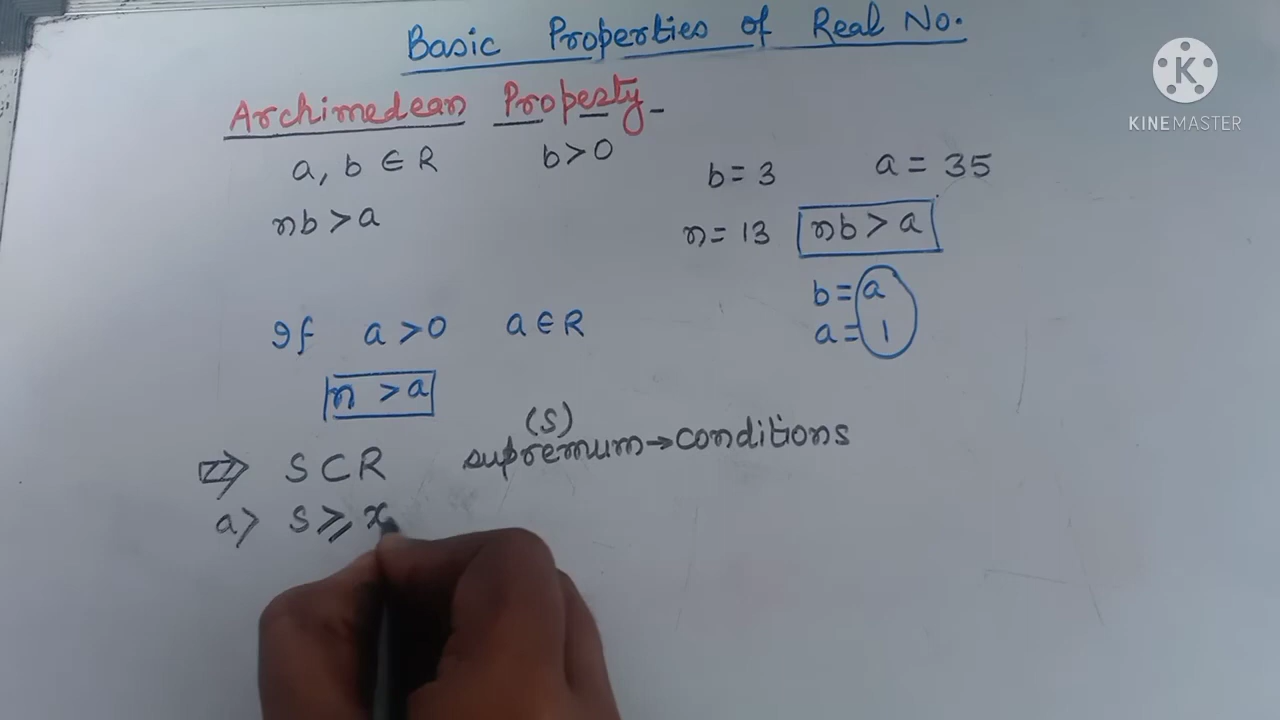 Basic Properties of Real No.
Archimedean Property
a, b ∈ R b > 0
nb > a
b = 3 a = 35
n = 13 nb > a
b = a
a = 1
If a > 0 a ∈ R
n > a
(S)
⇒ S ⊂ R supremum → conditions
a> S ⩾ x
K
KINEMASTER